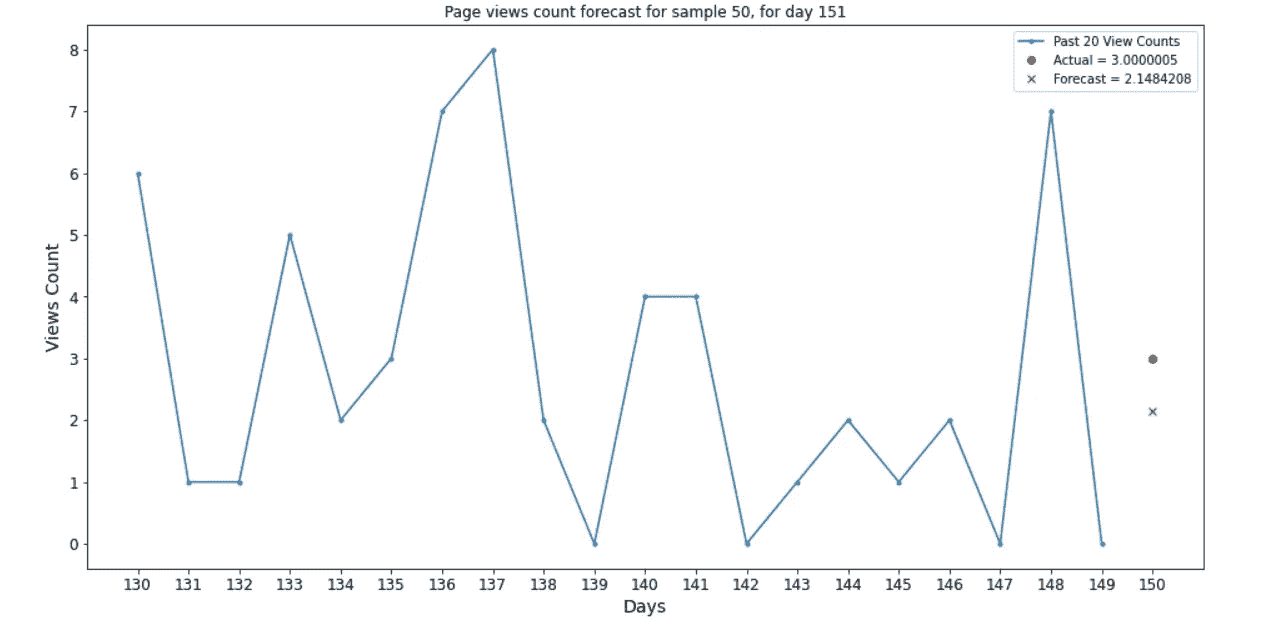 Page views count forecast for sample 50, for day 151
Past 20 View Counts
Actual = 3.0000005
Forecast = 2.1484208
8
7
6
5
4
3
2
1
0
Views Count
130 131 132 133 134 135 136 137 138 139 140 141 142 143 144 145 146 147 148 149 150
Days